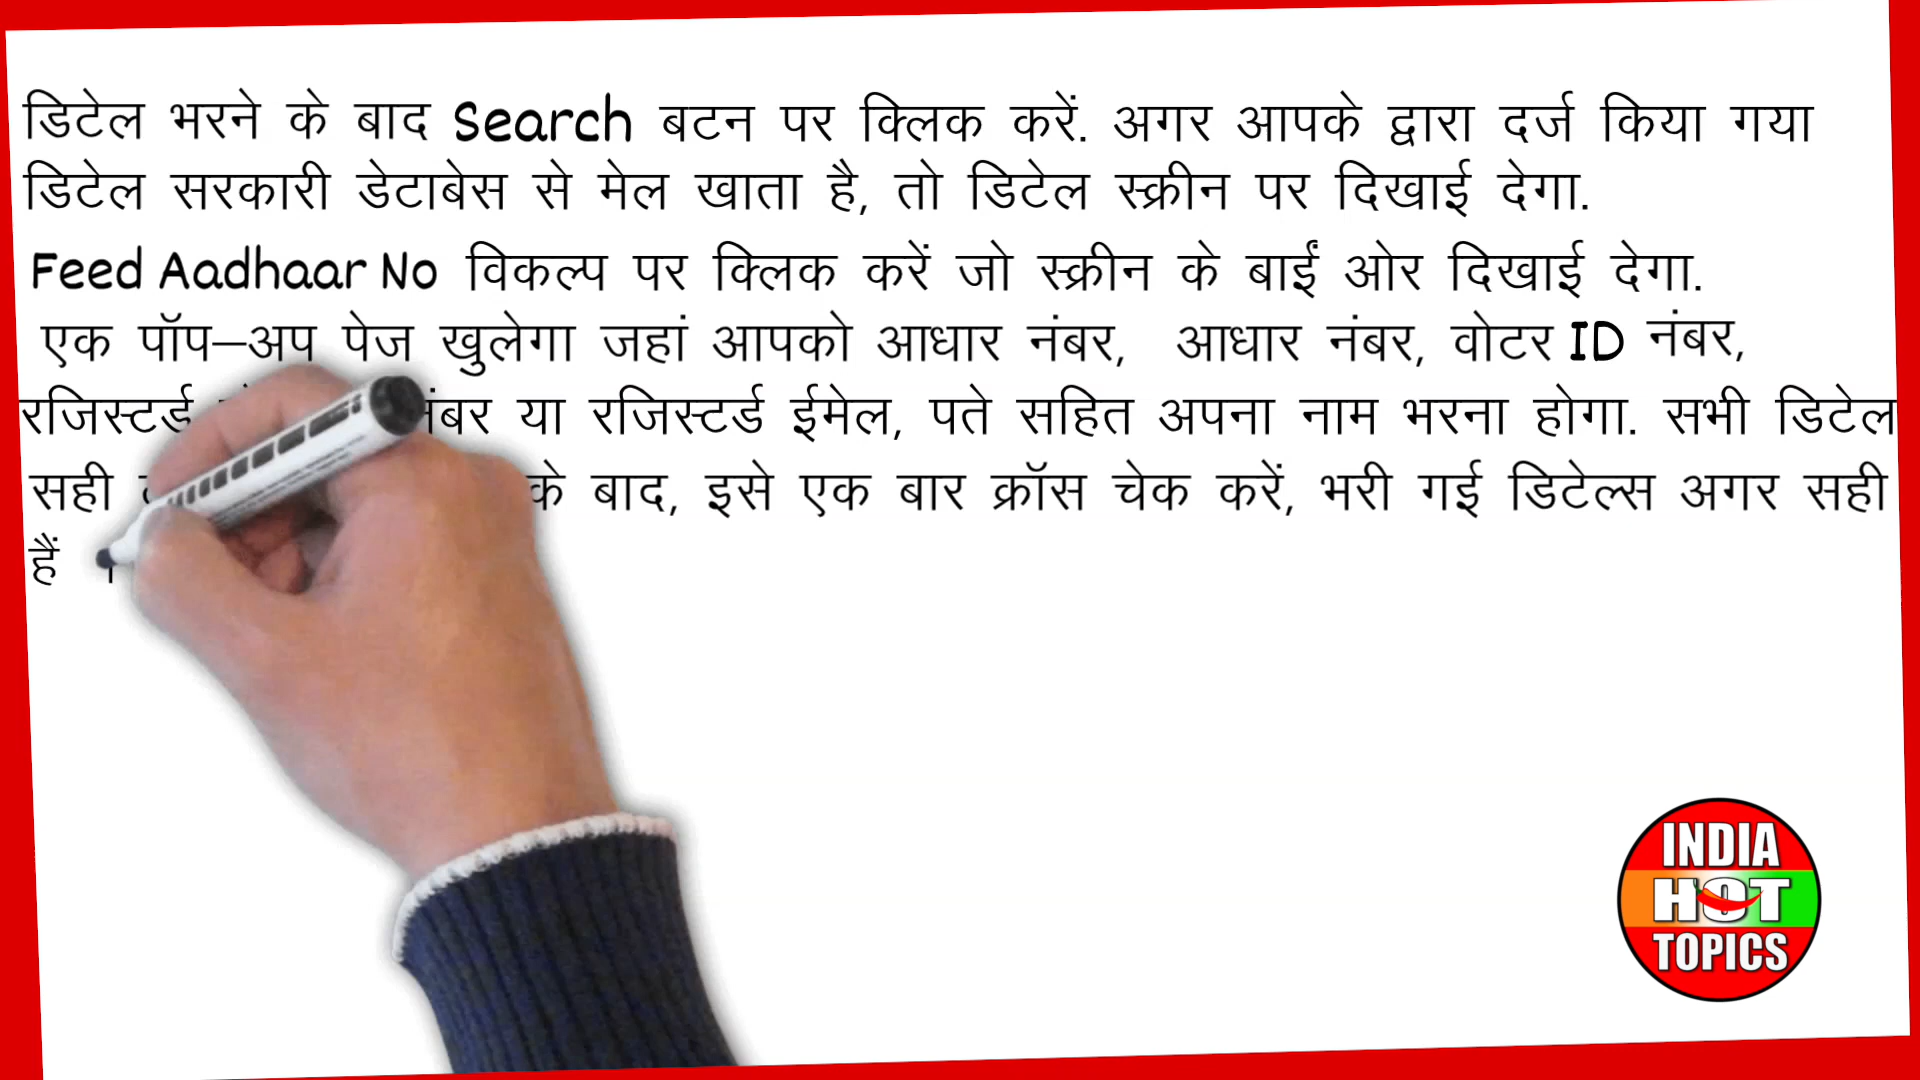 डिटेल भरने के बाद Search बटन पर क्लिक करें. अगर आपके द्वारा दर्ज किया गया
डिटेल सरकारी डेटाबेस से मेल खाता है, तो डिटेल स्क्रीन पर दिखाई देगा.
Feed Aadhaar No विकल्प पर क्लिक करें जो स्क्रीन के बाईं ओर दिखाई देगा.
एक पॉप–अप पेज खुलेगा जहां आपको आधार नंबर, आधार नंबर, वोटर ID नंबर,
रजिस्टर्ड या रजिस्टर्ड ईमेल, पते सहित अपना नाम भरना होगा. सभी डिटेल
सही के बाद, इसे एक बार क्रॉस चेक करें, भरी गई डिटेल्स अगर सही
हैं
INDIA
HOT
TOPICS